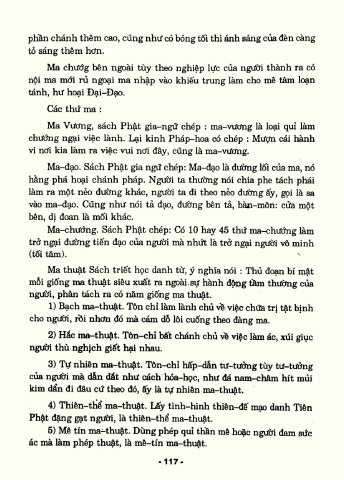 phần chánh thêm cao, cũng như có bóng tối thì ánh sáng của đèn càng
tỏ sáng thêm hơn.
Ma chướg bên ngoài tùy theo nghiệp lực của người thành ra có
nội ma mới rủ ngoại ma nhập vào khiếu trung làm cho mê tâm loạn
tánh, hư hoại Đại-Đạo.
Các thứ ma :
Ma Vương, sách Phật gia-ngữ chép : ma-vương là loại quỉ làm
chướng ngại việc lành. Lại kinh Pháp-hoa có chép : Mượn cái hành
vi nơi kia làm ra việc vui nơi đây, cũng là ma-vương.
Ma-đạo. Sách Phật gia ngữ chép: Ma-đạo là đường lối của ma, nó
hằng phá hoại chánh pháp. Người ta thường nói chia phe tách phái
làm ra một nẻo đường khác, người ta đi theo nẻo đường ấy, gọi là sa
vào ma-đạo. Cũng như nói tả đạo, đường bên tả, bàn-môn: cửa một
bên, dị đoan là mối khác.
Ma-chướng. Sách Phật chép: Có 10 hay 45 thứ ma-chướng làm
trở ngại đường tiến đạo của người mà nhứt là trở ngại người vô minh
(tối tăm).
Ma thuật Sách triết học danh từ, ý nghĩa nói : Thủ đoạn bí mật
mỗi giống ma thuật siêu xuất ra ngoài sự hành động tầm thường của
người, phân tách ra có năm giống ma thuật.
1) Bạch ma-thuật. Tôn chỉ làm lành chủ về việc chữa trị tật bịnh
cho người, rồi nhơn đó mà cám dỗ lôi cuống theo đàng ma.
2) Hắc ma-thuật. Tôn-chỉ bất chánh chủ về việc làm ác, xúi giục
người thù nghịch giết hại nhau.
3) Tự nhiên ma-thuật. Tôn-chỉ hấp-dẫn tư-tưởng tùy tư-tưởng
của người mà dẫn dắt như cách hóa-học, như đá nam-châm hít mũi
kim dẫn đi đâu cứ theo đó, ấy là tự nhiên ma-thuật.
4) Thiên-thể ma-thuật. Lấy tình-hình thiên-đế mạo danh Tiên
Phật đặng gạt người, là thiên-thể ma-thuật.
5) Mê tín ma-thuật. Dùng phép quỉ thần mê hoặc người đam sức
ác mà làm phép thuật, là mê-tín ma-thuật.
- 117 -